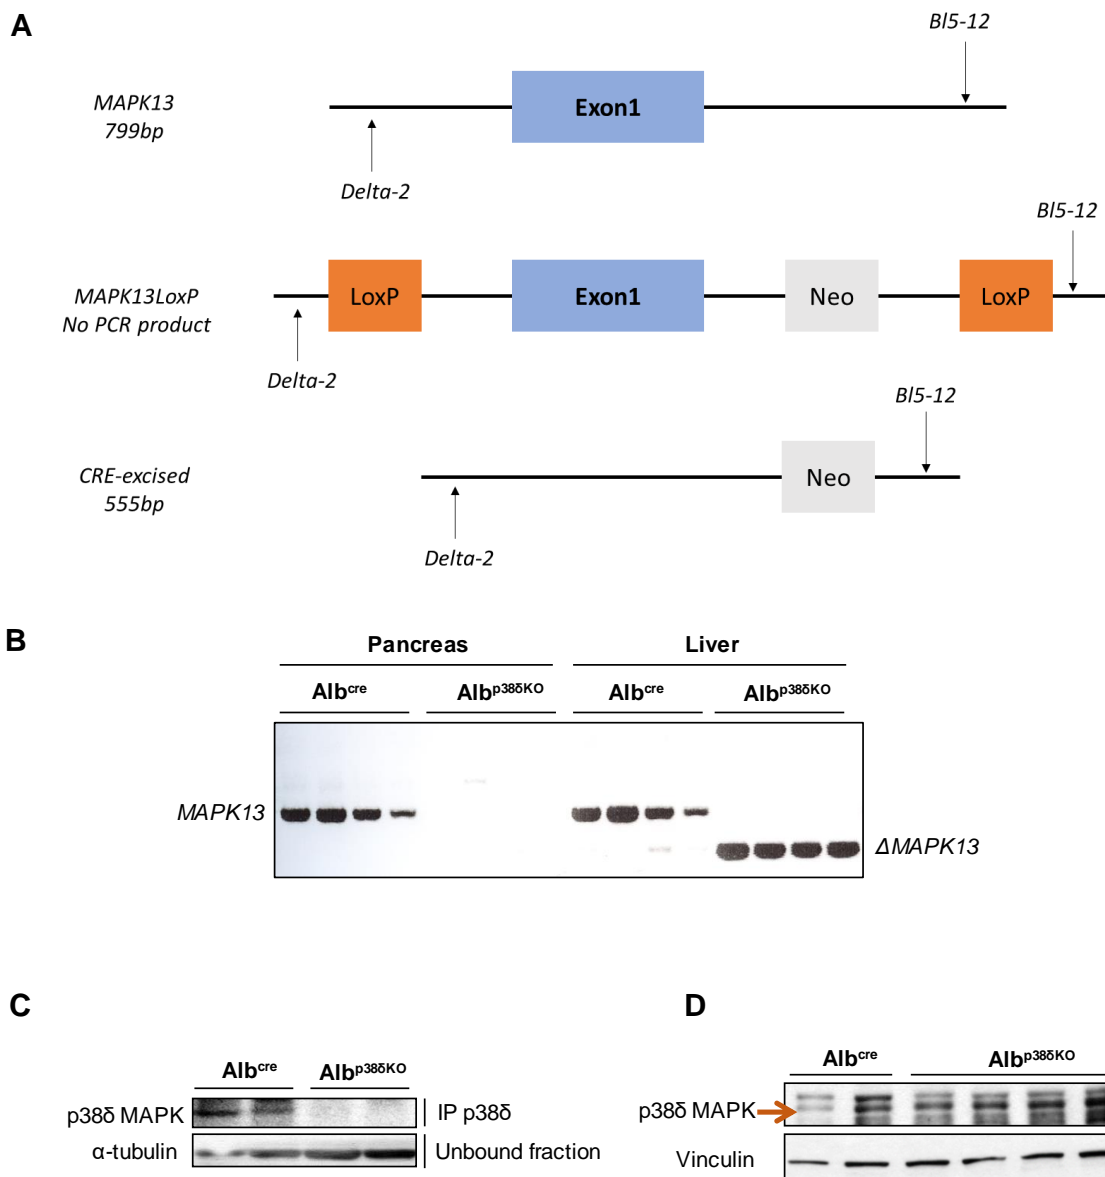 A
Bl5-12
MAPK13
799bp
Exon1
Delta-2
Bl5-12
MAPK13LoxP
No PCR product
LoxP
Exon1
Neo
LoxP
Delta-2
Bl5-12
CRE-excised
555bp
Neo
Delta-2
B
Pancreas
Liver
Alb^cre
Alb^p38δKO
Alb^cre
Alb^p38δKO
MAPK13
ΔMAPK13
C
Alb^cre
Alb^p38δKO
p38δ MAPK
IP p38δ
α-tubulin
Unbound fraction
D
Alb^cre
Alb^p38δKO
p38δ MAPK
Vinculin